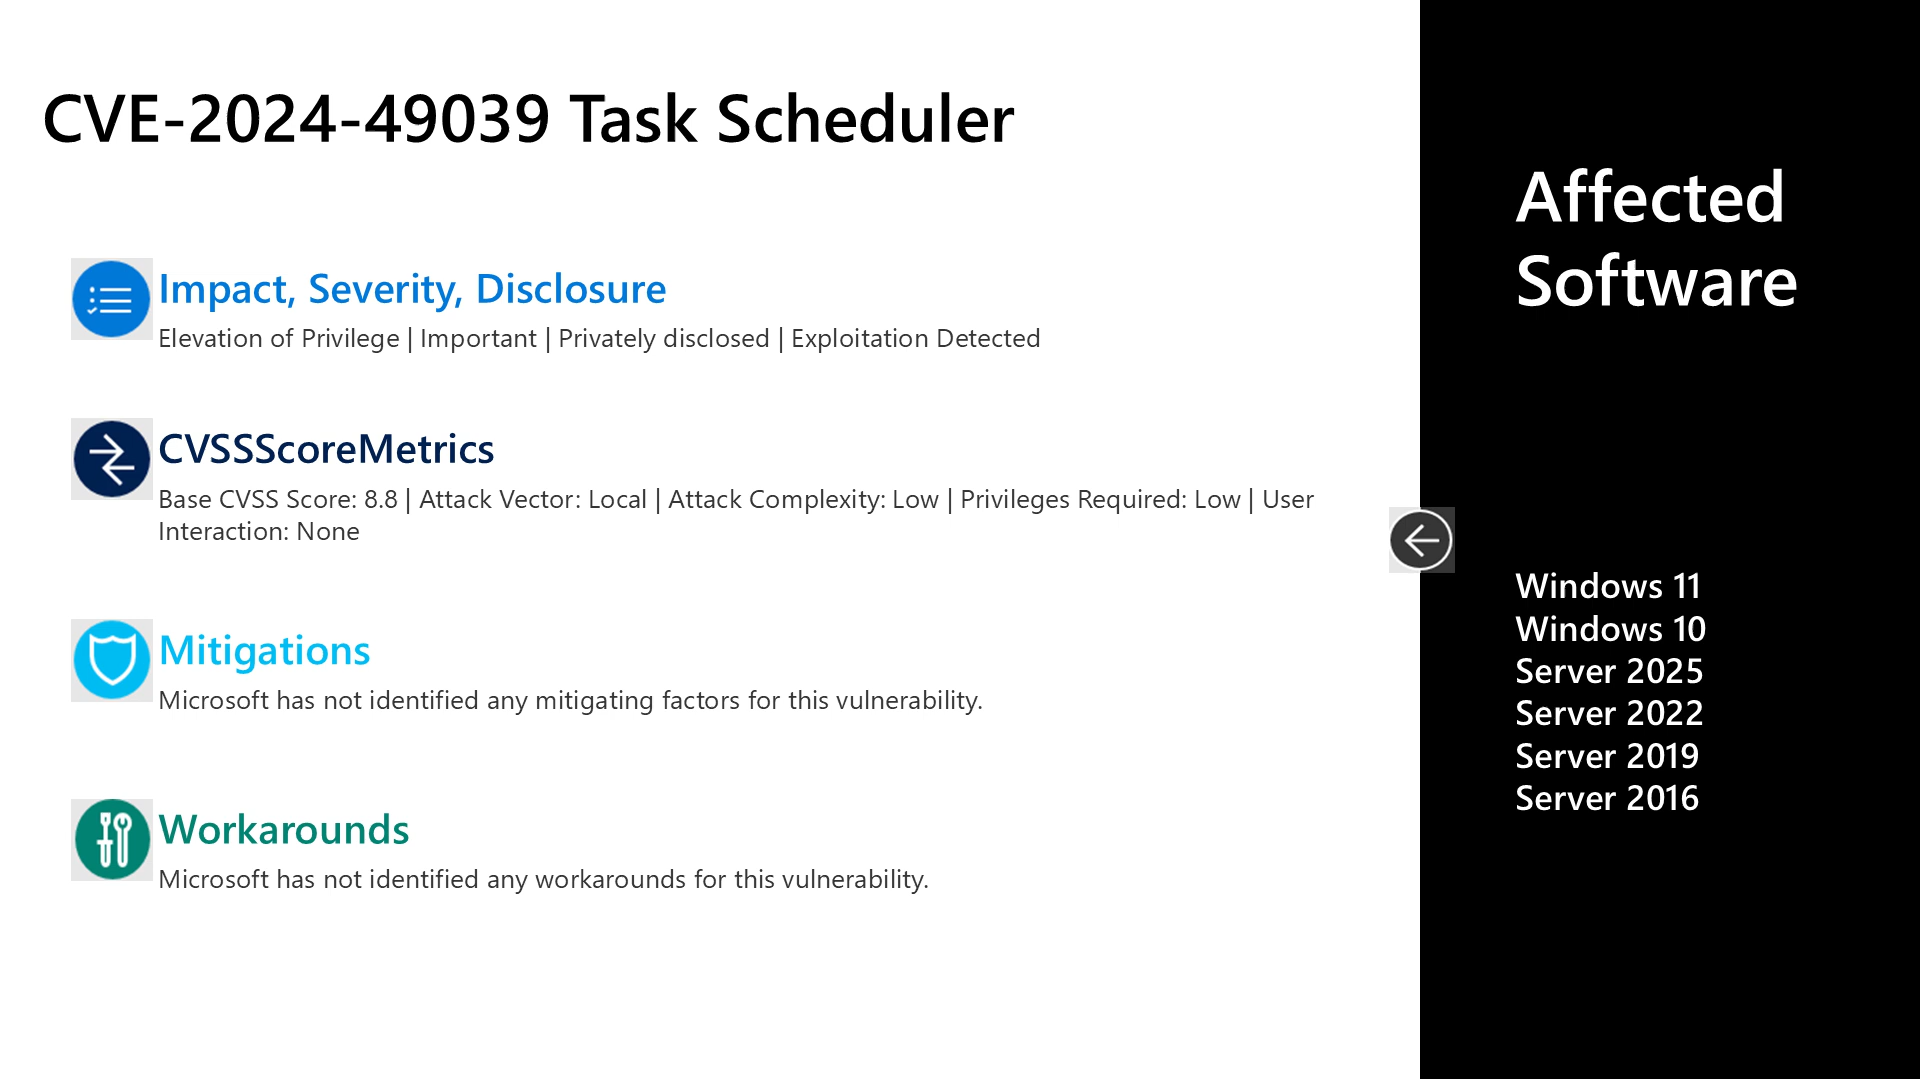 CVE-2024-49039 Task Scheduler
Impact, Severity, Disclosure
Elevation of Privilege | Important | Privately disclosed | Exploitation Detected
CVSSScoreMetrics
Base CVSS Score: 8.8 | Attack Vector: Local | Attack Complexity: Low | Privileges Required: Low | User
Interaction: None
Mitigations
Microsoft has not identified any mitigating factors for this vulnerability.
Workarounds
Microsoft has not identified any workarounds for this vulnerability.
Affected
Software
Windows 11
Windows 10
Server 2025
Server 2022
Server 2019
Server 2016